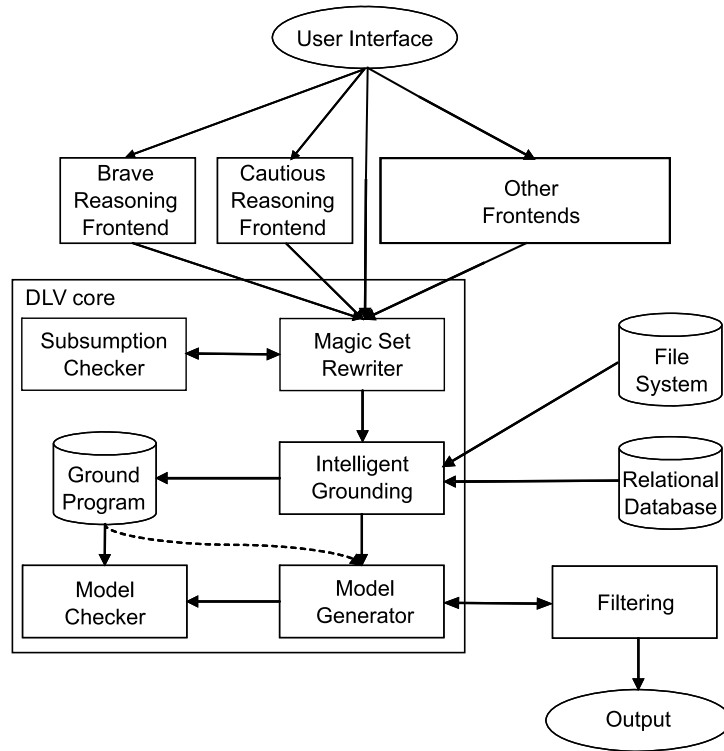 User Interface
Brave
Reasoning
Frontend
Cautious
Reasoning
Frontend
Other
Frontends
DLV core
Subsumption
Checker
Magic Set
Rewriter
File
System
Ground
Program
Intelligent
Grounding
Relational
Database
Model
Checker
Model
Generator
Filtering
Output